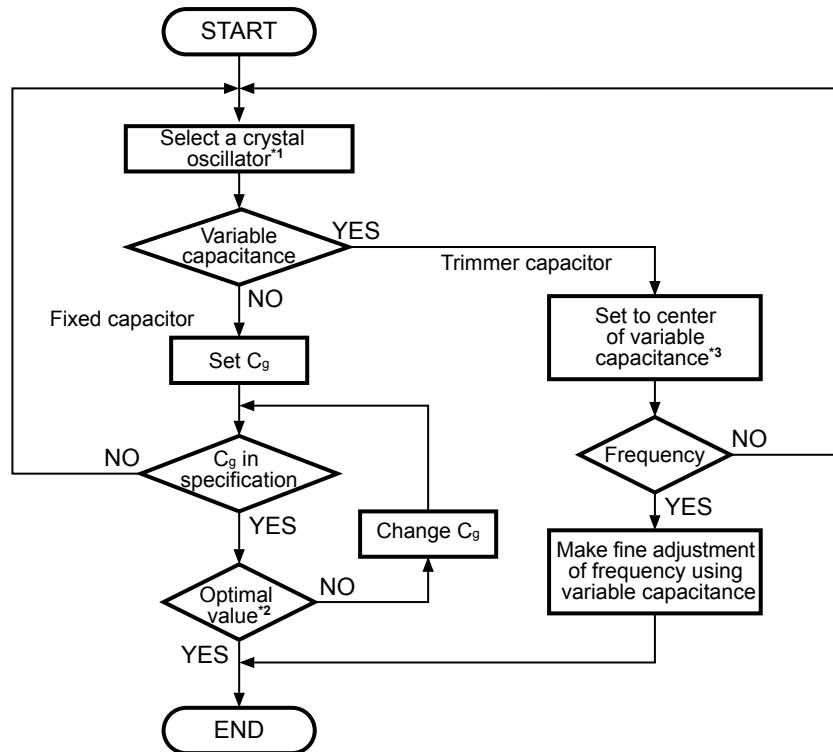 START
Select a crystal
oscillator*1
Variable
capacitance
YES
Trimmer capacitor
NO
Fixed capacitor
Set Cg
Set to center
of variable
capacitance*3
Cg in
specification
NO
YES
Change Cg
Frequency
NO
YES
Optimal
value*2
NO
YES
Make fine adjustment
of frequency using
variable capacitance
END